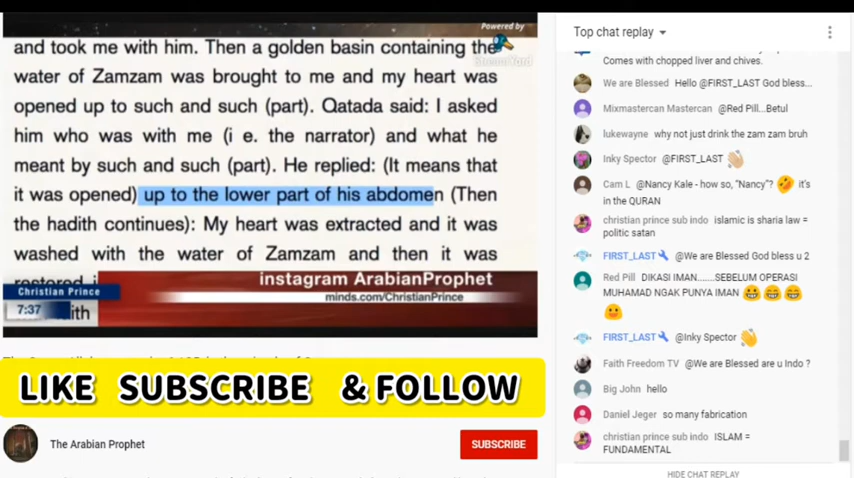 Powered by
StreamYard
and took me with him. Then a golden basin containing the
water of Zamzam was brought to me and my heart was
opened up to such and such (part). Qatada said: I asked
him who was with me (i e. the narrator) and what he
meant by such and such (part). He replied: (It means that
it was opened) up to the lower part of his abdomen (Then
the hadith continues): My heart was extracted and it was
washed with the water of Zamzam and then it was
instagram ArabianProphet
Christian Prince
minds.com/ChristianPrince
7:37
LIKE SUBSCRIBE & FOLLOW
The Arabian Prophet
SUBSCRIBE
Top chat replay
Comes with chopped liver and chives.
We are Blessed Hello @FIRST_LAST God bless...
Mixmastercan Mastercan @Red Pill..Betul
lukewayne why not just drink the zam zam bruh
Inky Spector @FIRST_LAST
Cam L @Nancy Kale - how so, "Nancy"? it's
in the QURAN
christian prince sub indo islamic is sharia law =
politic satan
FIRST_LAST @We are Blessed God bless u 2
Red Pill DIKASI IMAN.......SEBELUM OPERASI
MUHAMAD NGAK PUNYA IMAN
FIRST_LAST @Inky Spector
Faith Freedom TV @We are Blessed are u Indo ?
Big John hello
Daniel Jeger so many fabrication
christian prince sub indo ISLAM =
FUNDAMENTAL
HIDE CHAT REPLAY